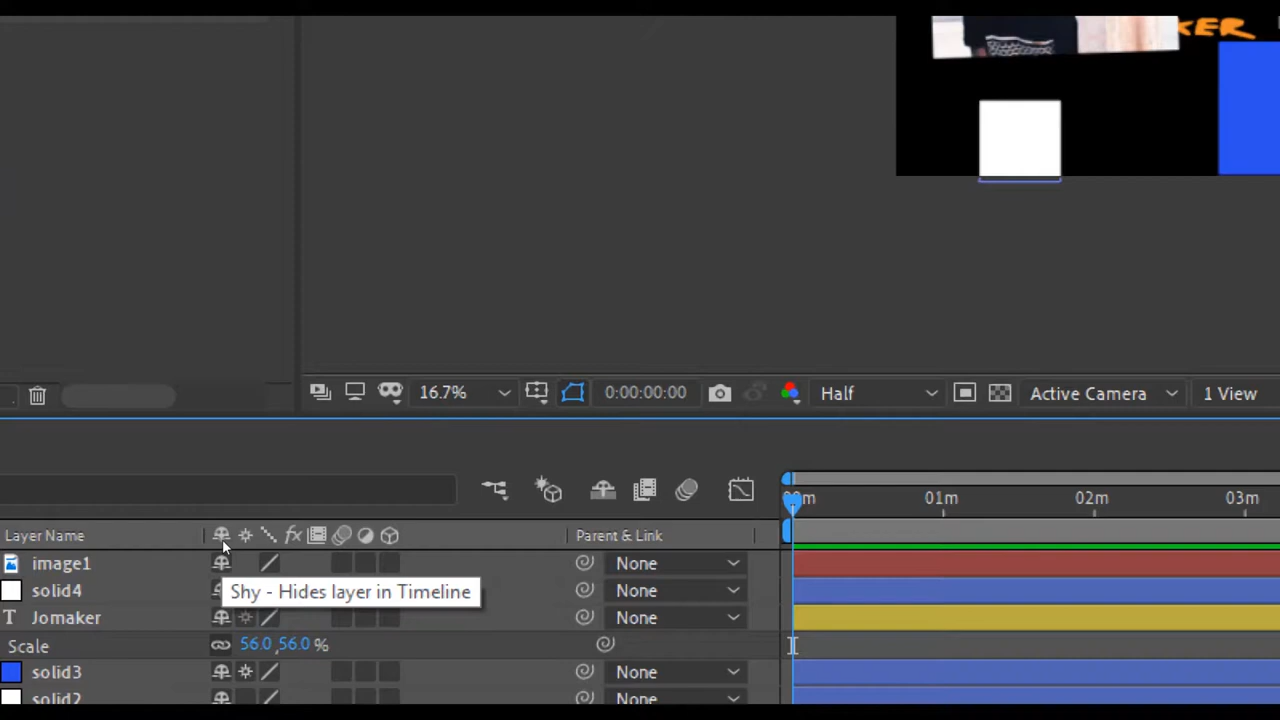 KER
16.7%
0:00:00:00
Half
Active Camera
1 View
01m
02m
03m
Layer Name
fx
Parent & Link
image1
None
solid4
None
Shy - Hides layer in Timeline
T Jomaker
None
Scale
56.0,56.0 %
solid3
None
solid2
None